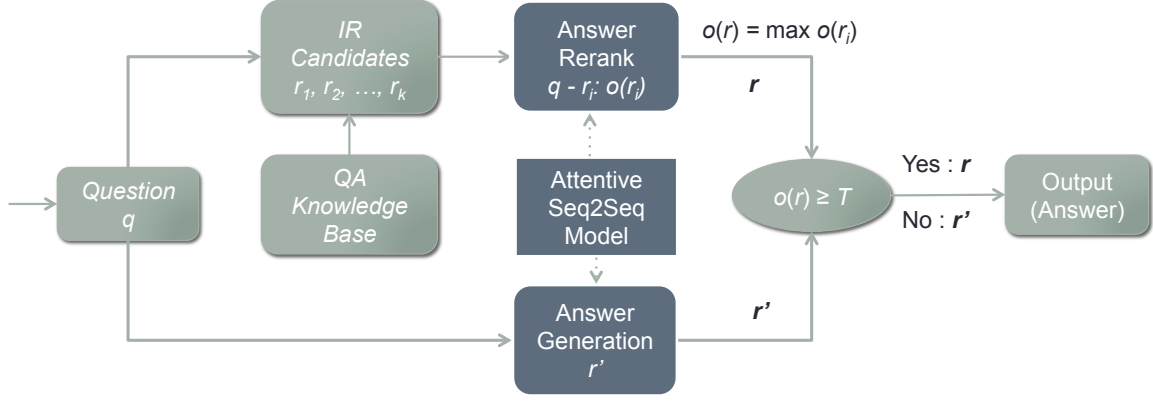 Question
q
IR
Candidates
r₁, r₂, …, rₖ
QA
Knowledge
Base
Answer
Rerank
q - rᵢ: o(rᵢ)
Attentive
Seq2Seq
Model
Answer
Generation
r’
o(r) = max o(rᵢ)
r
o(r) ≥ T
r’
Yes : r
No : r’
Output
(Answer)